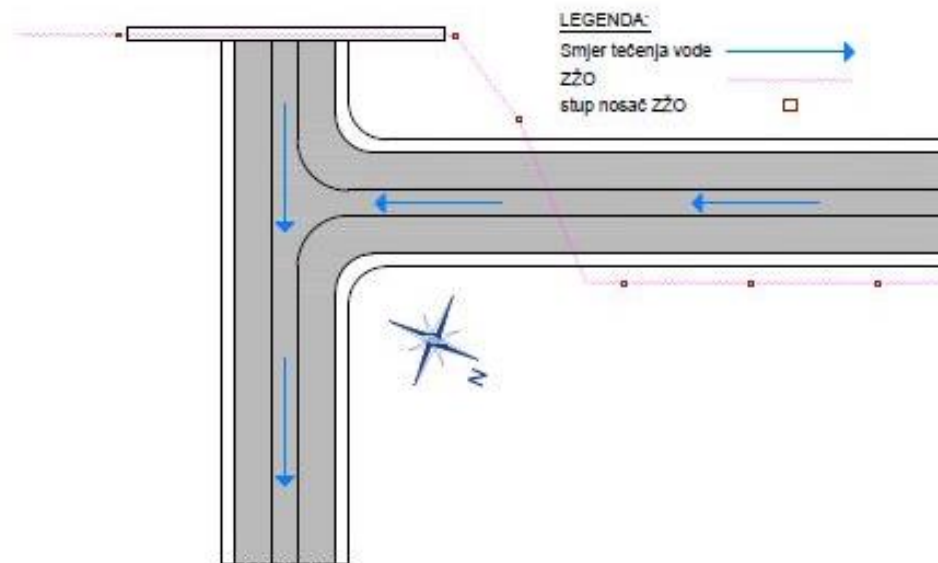 LEGENDA:
Smjer tečenja vode
ZŽO
stup nosač ZŽO
N